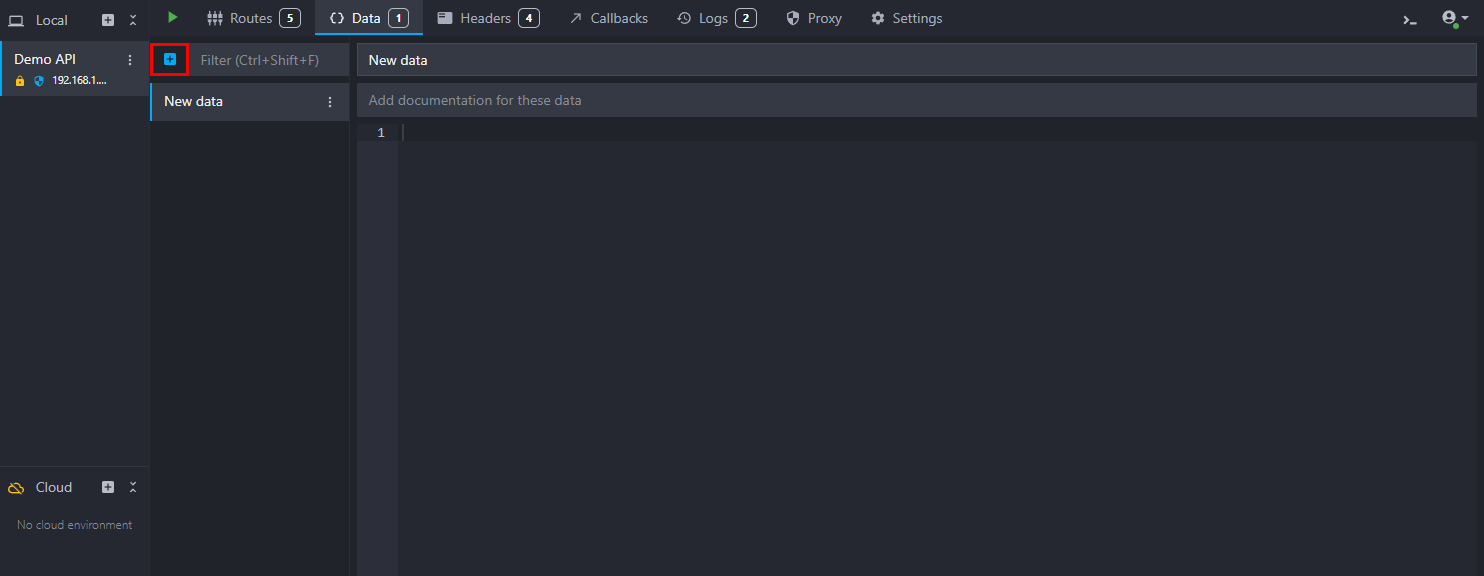 Local
Routes 5
Data 1
Headers 4
Callbacks
Logs 2
Proxy
Settings
Demo API
192.168.1....
Filter (Ctrl+Shift+F)
New data
New data
Add documentation for these data
1
Cloud
No cloud environment